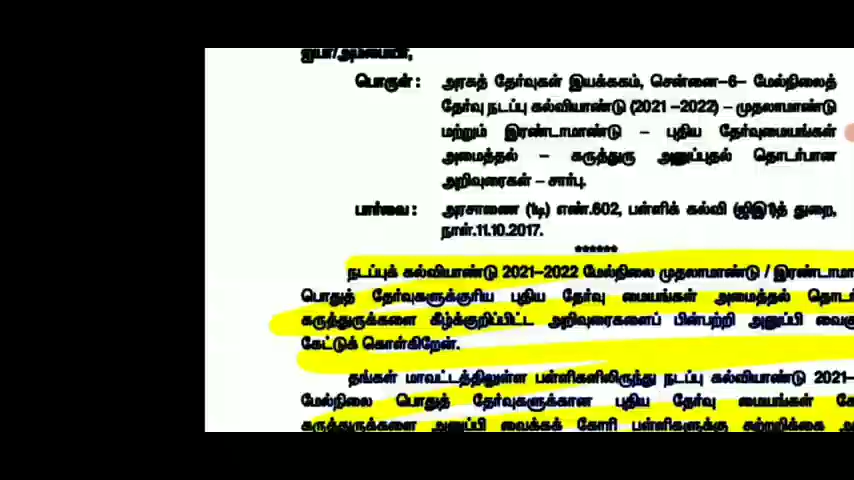 ஐயா/அம்மையீர்,
பொருள் : அரசுத் தேர்வுகள் இயக்ககம், சென்னை–6– மேல்நிலைத்
தேர்வு நடப்பு கல்வியாண்டு (2021 –2022) – முதலாமாண்டு
மற்றும் இரண்டாமாண்டு – புதிய தேர்வுமையங்கள்
அமைத்தல் – கருத்துரு அனுப்புதல் தொடர்பான
அறிவுரைகள் – சார்பு.
பார்வை : அரசாணை (1டி) எண்.602, பள்ளிக் கல்வி துறை,
நாள்.11.10.2017.
******
நடப்புக் கல்வியாண்டு 2021–2022 மேல்நிலை முதலாமாண்டு /
பொதுத் தேர்வுகளுக்குரிய புதிய தேர்வு மையங்கள் அமைத்தல்
கருத்துருக்களை கீழ்க்குறிப்பிட்ட அறிவுரைகளைப் பின்பற்றி அனுப்பி
கேட்டுக் கொள்கிறேன்.
தங்கள் மாவட்டத்திலுள்ள பள்ளிகளிலிருந்து நடப்பு கல்வியாண்டு 2021–
மேல்நிலை பொதுத் தேர்வுகளுக்கான புதிய தேர்வு மையங்கள்
கருத்துருக்களை அனுப்பி வைக்கக் கோரி பள்ளிகளுக்கு சுற்றறிக்கை